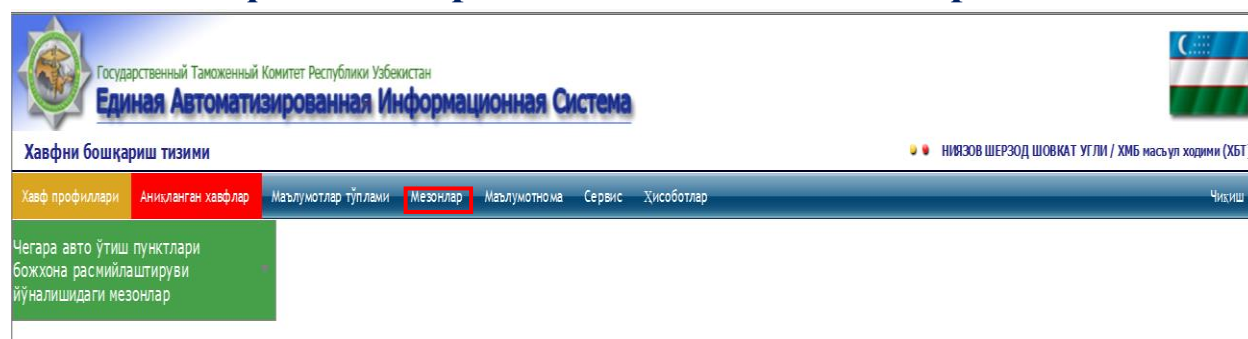 Государственный Таможенный Комитет Республики Узбекистан
Единая Автоматизированная Информационная Система
Хавфни бошқариш тизими
НИЯЗОВ ШЕРЗОД ШОВКАТ УГЛИ / ХМБ масъул ходими (ХБТ)
Хавф профиллари Аниқланган хавфлар Маълумотлар тўплами Мезонлар Маълумотнома Сервис Ҳисоботлар Чиқиш
Чегара авто ўтиш пунктлари
божхона расмийлаштируви
йўналишидаги мезонлар